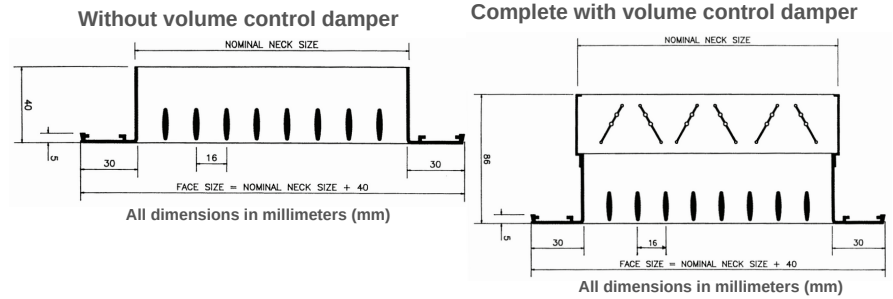 Without volume control damper
NOMINAL NECK SIZE
40
5
30
16
30
FACE SIZE = NOMINAL NECK SIZE + 40
All dimensions in millimeters (mm)
Complete with volume control damper
NOMINAL NECK SIZE
86
5
30
16
30
FACE SIZE = NOMINAL NECK SIZE + 40
All dimensions in millimeters (mm)